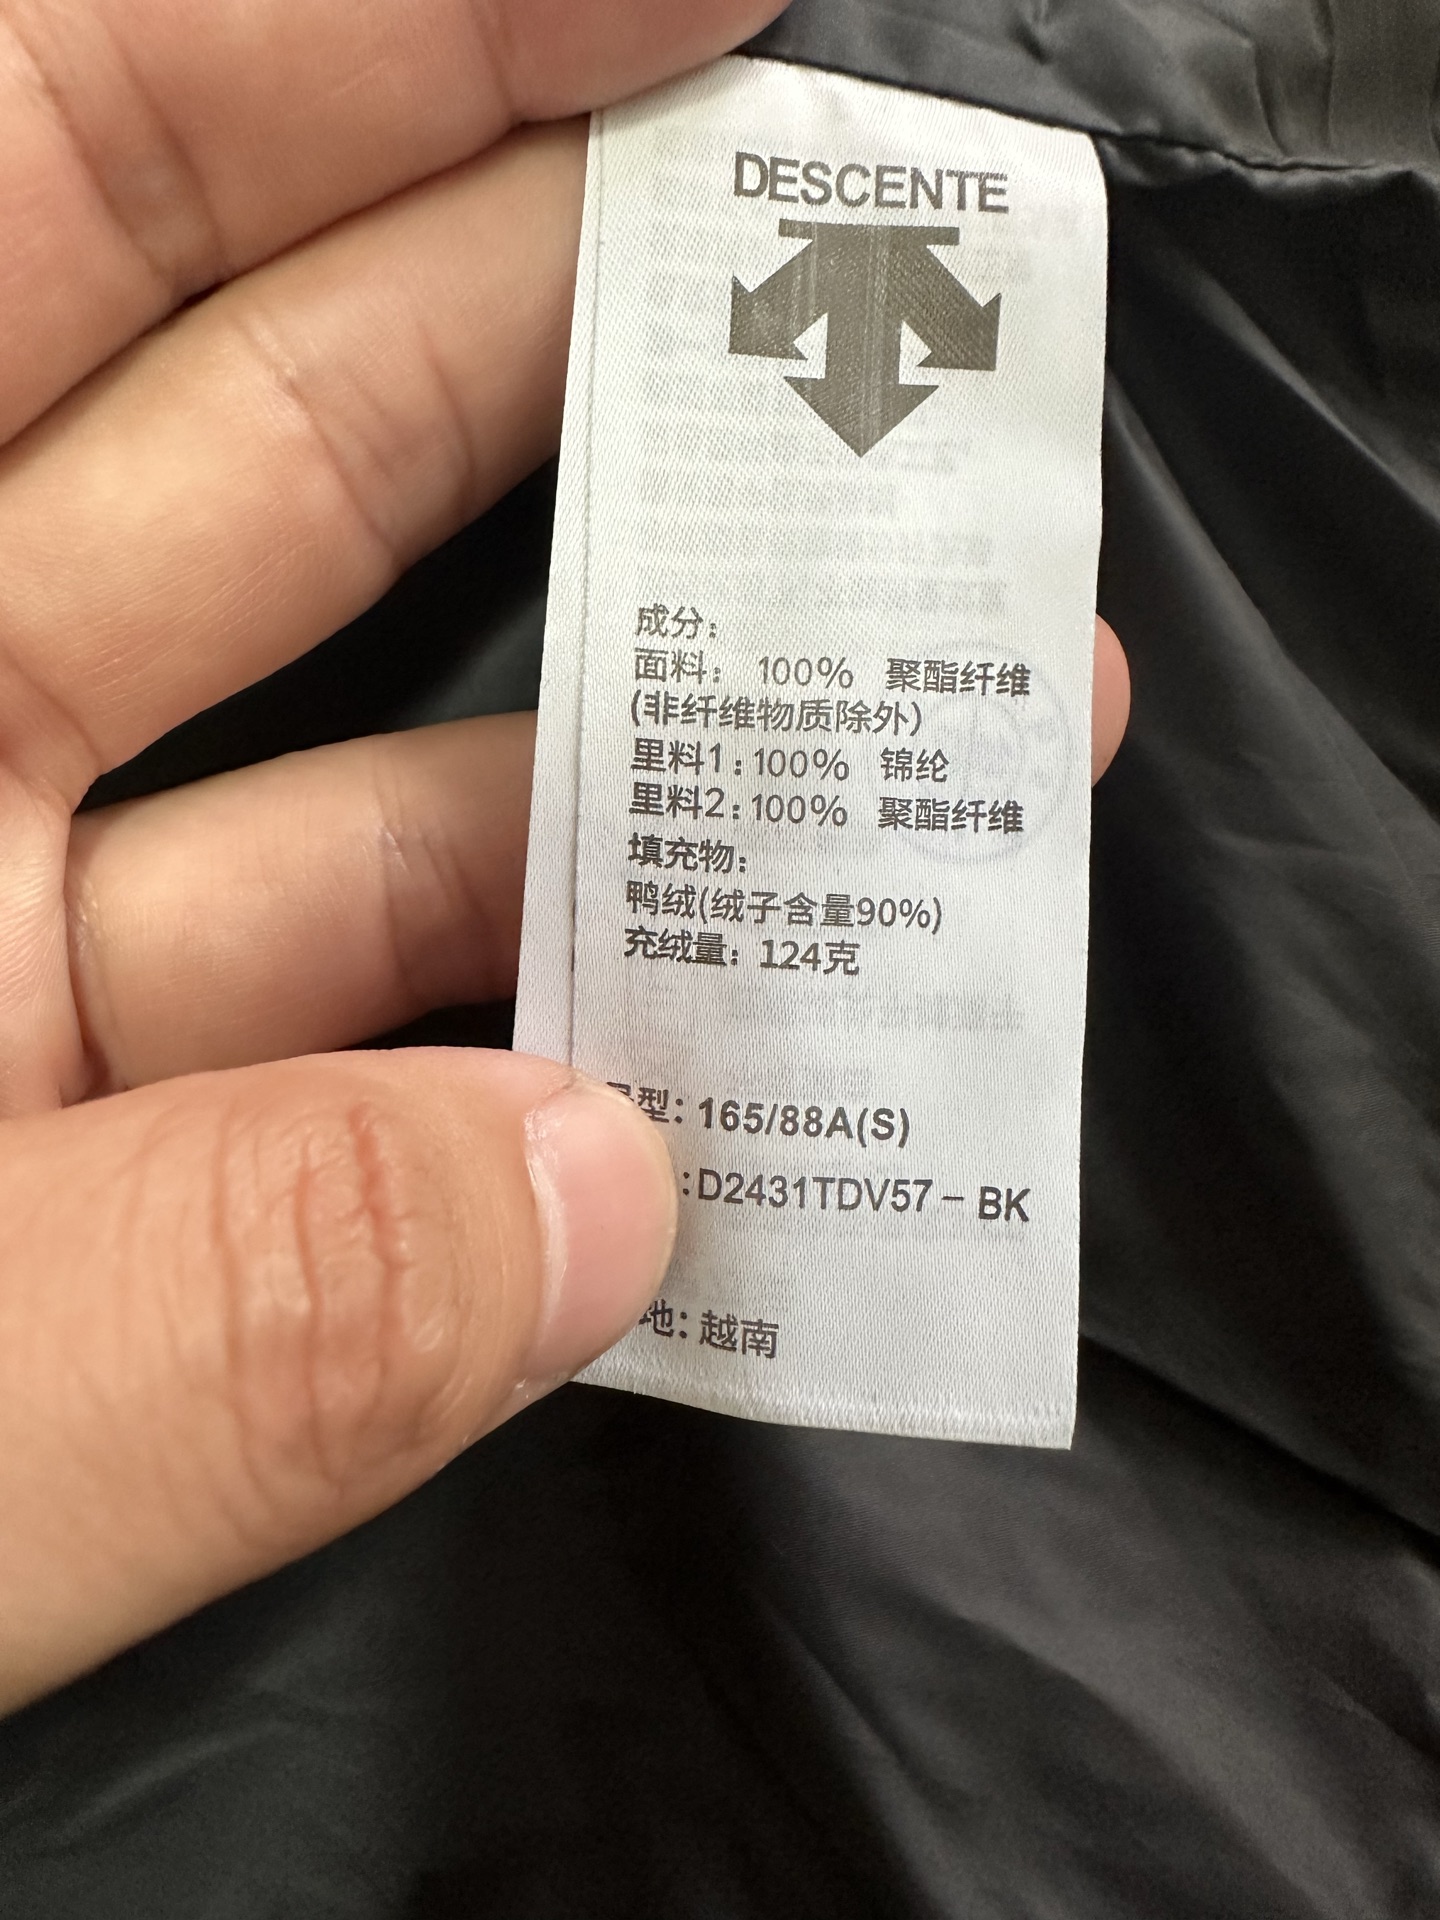 DESCENTE
成分：
面料： 100% 聚酯纤维
(非纤维物质除外)
里料1：100% 锦纶
里料2：100% 聚酯纤维
填充物：
鸭绒(绒子含量90%)
充绒量：124克
型：165/88A(S)
:D2431TDV57-BK
地：越南